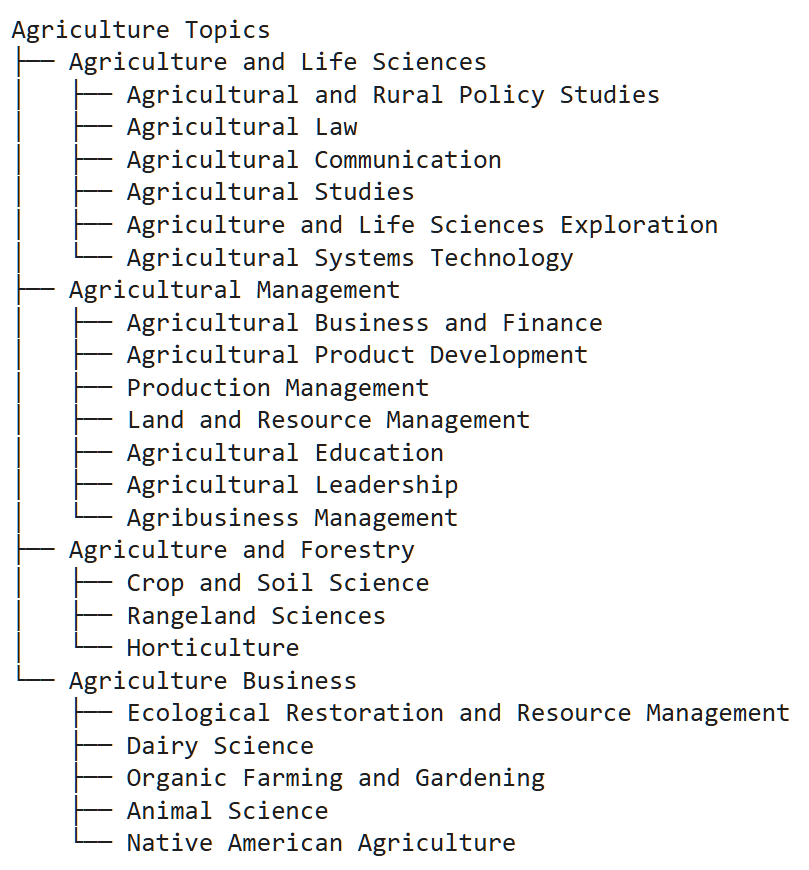 Agriculture Topics
├── Agriculture and Life Sciences
│   ├── Agricultural and Rural Policy Studies
│   ├── Agricultural Law
│   ├── Agricultural Communication
│   ├── Agricultural Studies
│   ├── Agriculture and Life Sciences Exploration
│   └── Agricultural Systems Technology
├── Agricultural Management
│   ├── Agricultural Business and Finance
│   ├── Agricultural Product Development
│   ├── Production Management
│   ├── Land and Resource Management
│   ├── Agricultural Education
│   ├── Agricultural Leadership
│   └── Agribusiness Management
├── Agriculture and Forestry
│   ├── Crop and Soil Science
│   ├── Rangeland Sciences
│   └── Horticulture
└── Agriculture Business
    ├── Ecological Restoration and Resource Management
    ├── Dairy Science
    ├── Organic Farming and Gardening
    ├── Animal Science
    └── Native American Agriculture